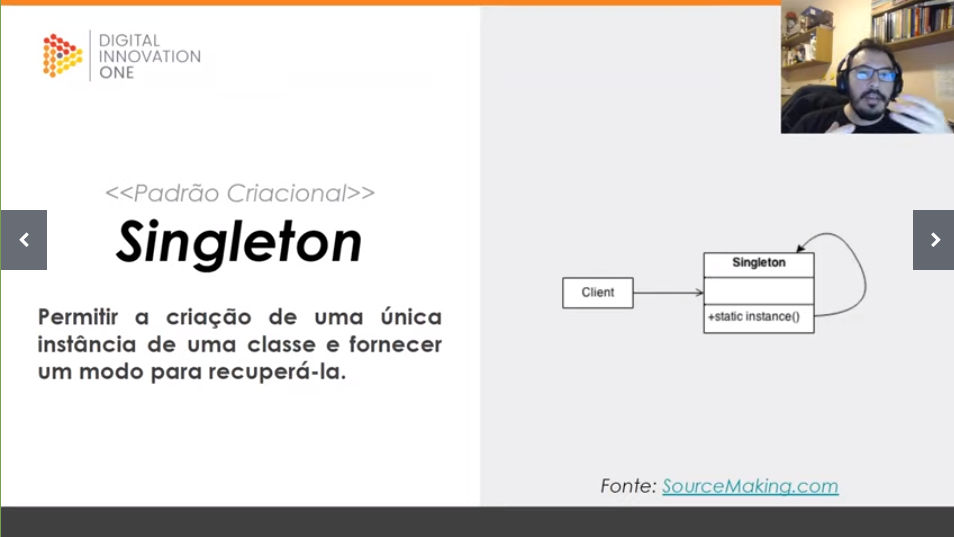 DIGITAL
INNOVATION
ONE
<<Padrão Criacional>>
Singleton
Permitir a criação de uma única
instância de uma classe e fornecer
um modo para recuperá-la.
Client
Singleton
+static instance()
Fonte: SourceMaking.com